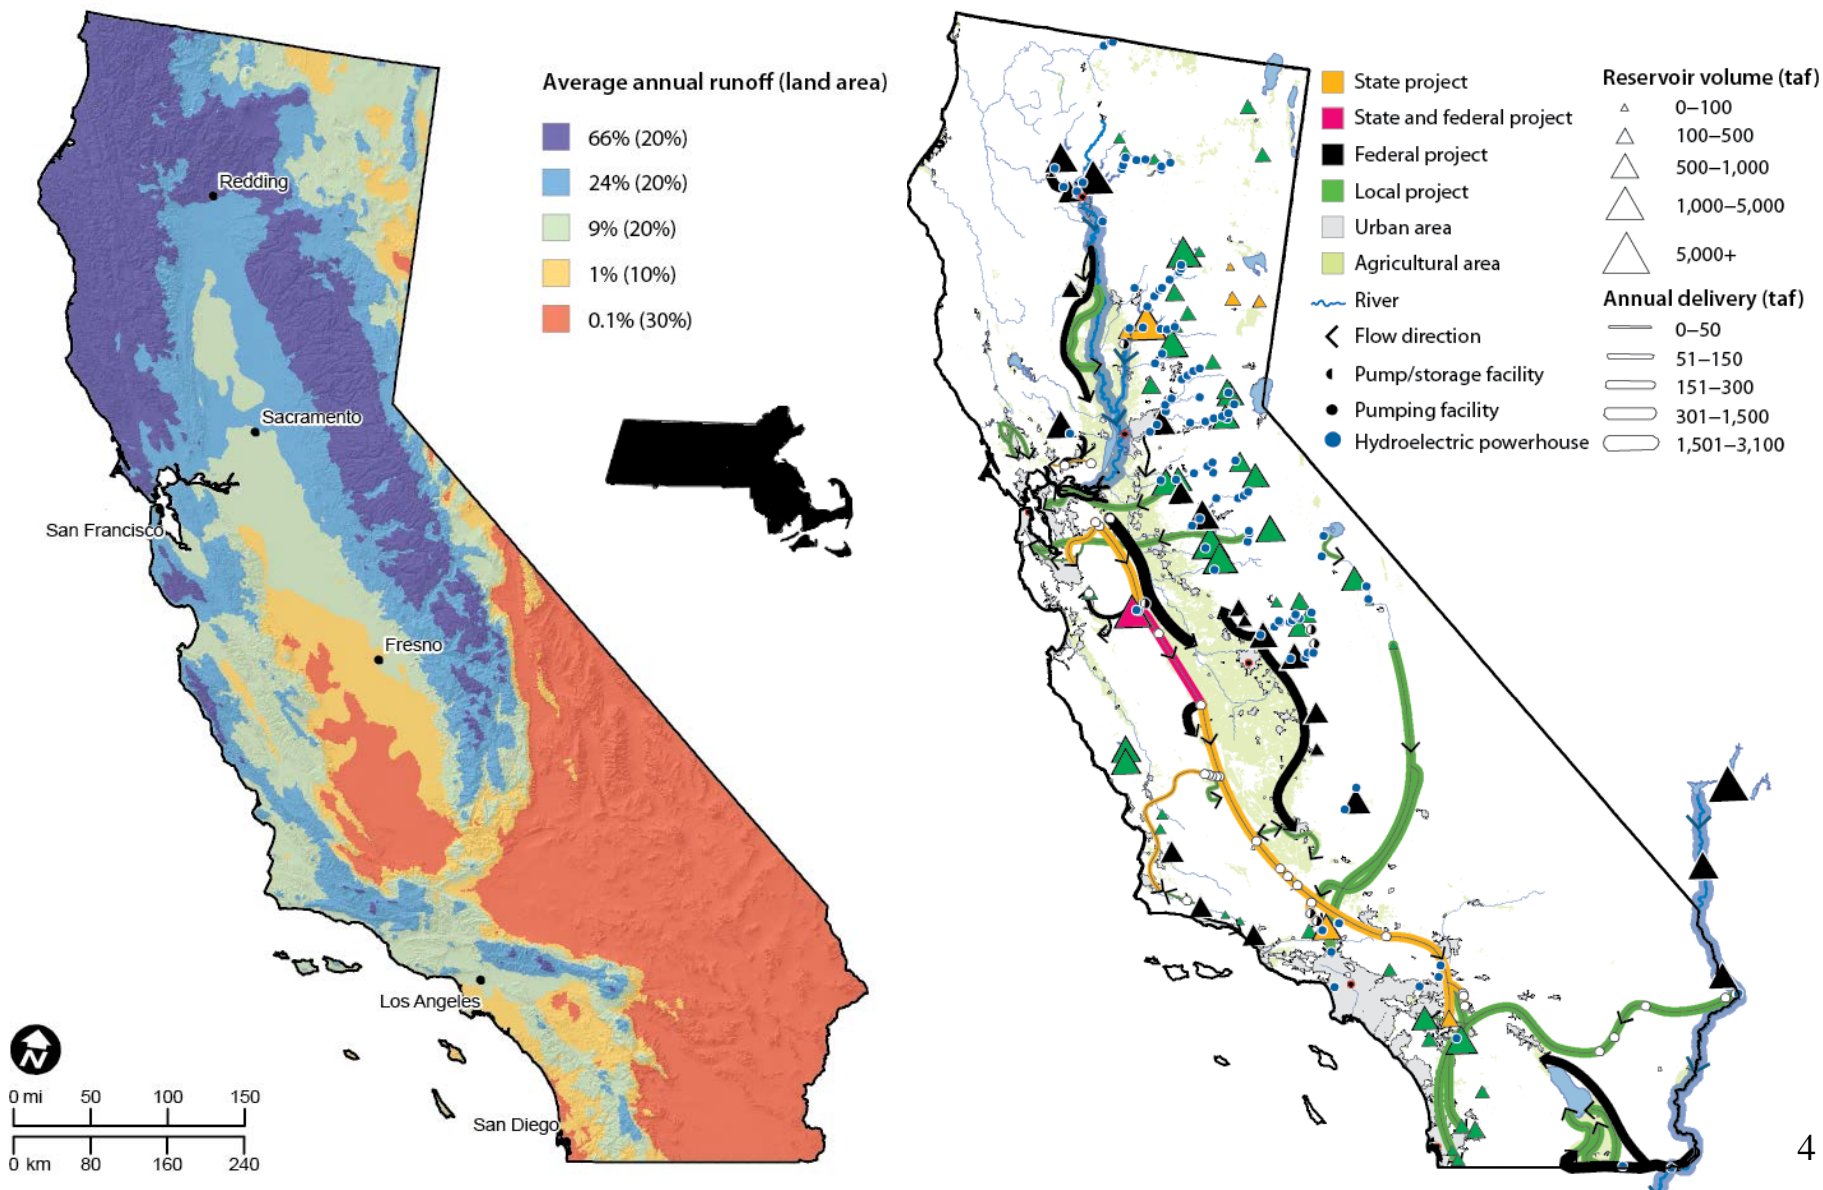 Average annual runoff (land area)
66% (20%)
24% (20%)
9% (20%)
1% (10%)
0.1% (30%)
Redding
Sacramento
San Francisco
Fresno
Los Angeles
San Diego
N
0 mi 50 100 150
0 km 80 160 240
State project
State and federal project
Federal project
Local project
Urban area
Agricultural area
River
Flow direction
Pump/storage facility
Pumping facility
Hydroelectric powerhouse
Reservoir volume (taf)
0–100
100–500
500–1,000
1,000–5,000
5,000+
Annual delivery (taf)
0–50
51–150
151–300
301–1,500
1,501–3,100
4